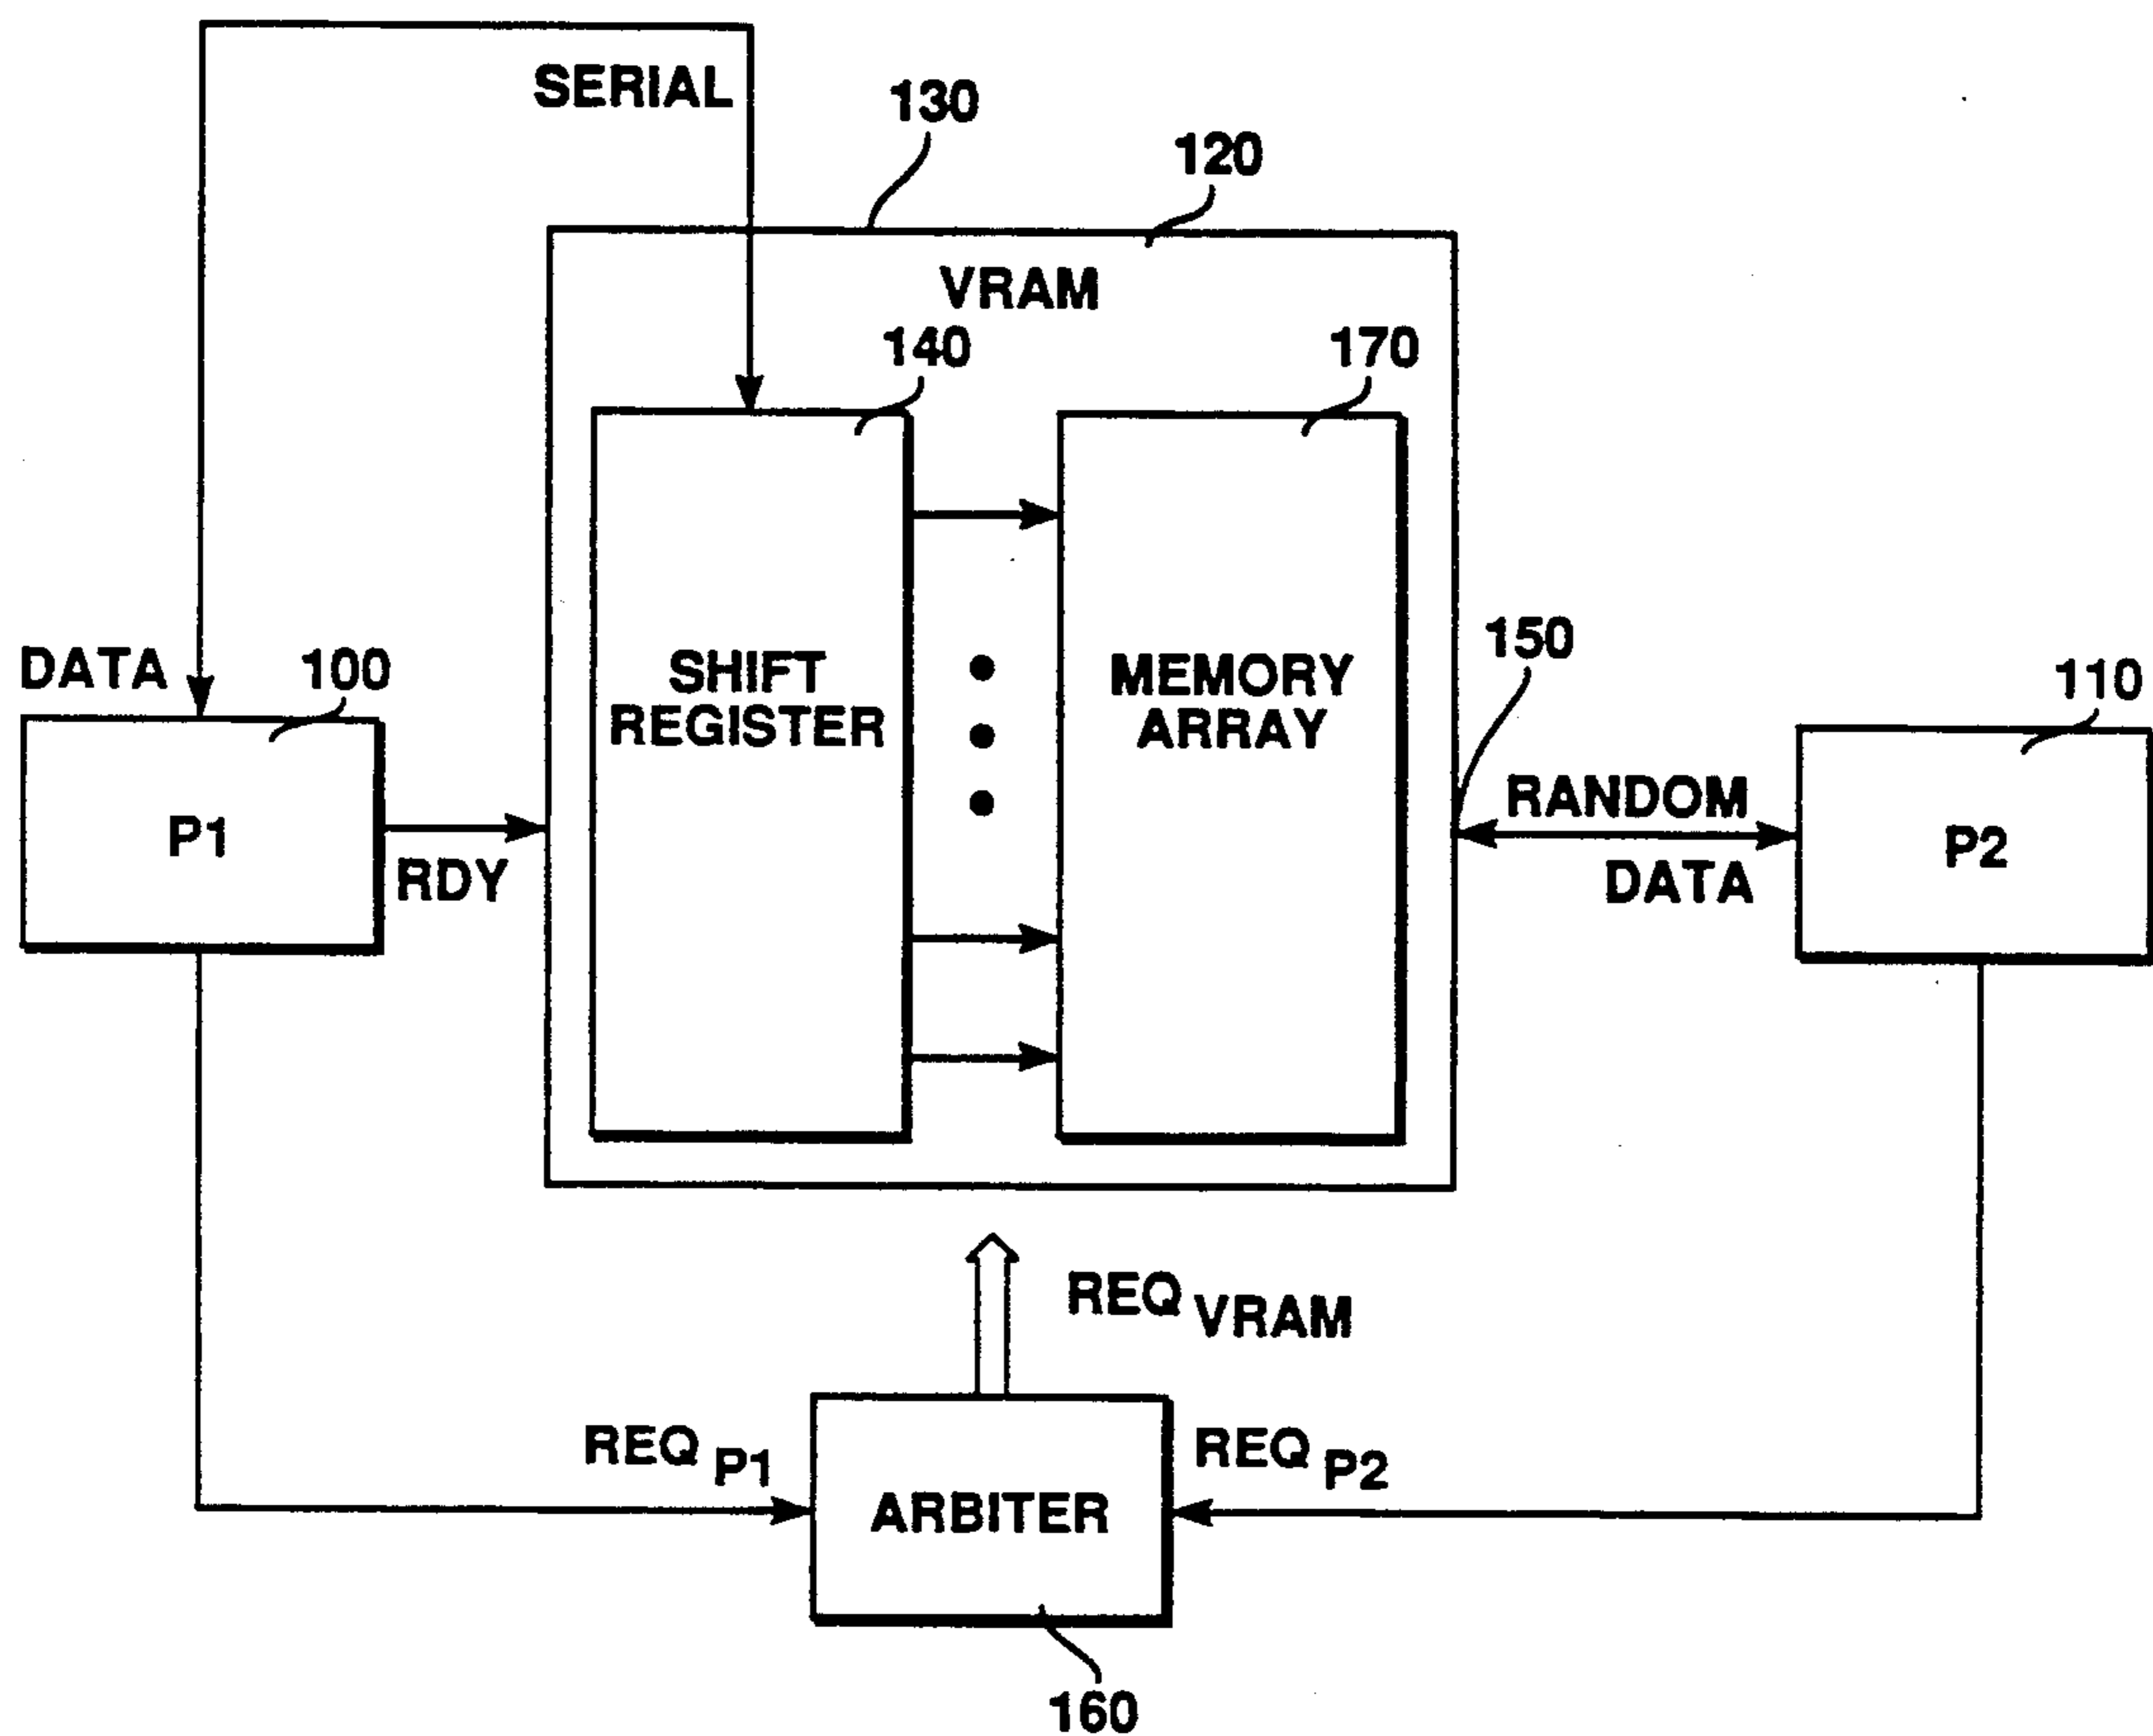 SERIAL
130
120
VRAM
140
170
DATA
100
SHIFT
REGISTER
MEMORY
ARRAY
150
110
P1
RDY
RANDOM
DATA
P2
REQ VRAM
REQ P1
REQ P2
ARBITER
160